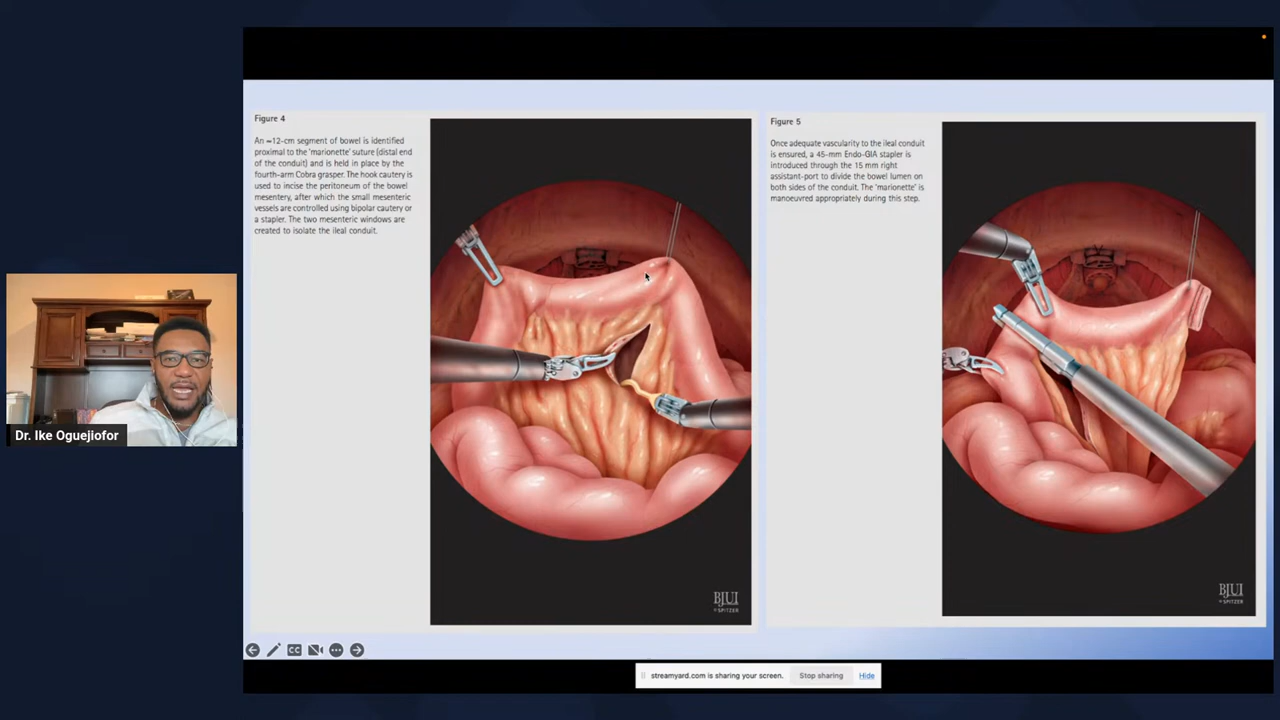 Figure 4
An ≈12-cm segment of bowel is identified
proximal to the 'marionette' suture (distal end
of the conduit) and is held in place by the
fourth-arm Cobra grasper. The hook cautery is
used to incise the peritoneum of the bowel
mesentery, after which the small mesenteric
vessels are controlled using bipolar cautery or
a stapler. The two mesenteric windows are
created to isolate the ileal conduit.
BJUI
© SPITZER
Figure 5
Once adequate vascularity to the ileal conduit
is ensured, a 45-mm Endo-GIA stapler is
introduced through the 15 mm right
assistant-port to divide the bowel lumen on
both sides of the conduit. The 'marionette' is
manoeuvred appropriately during this step.
BJUI
© SPITZER
Dr. Ike Oguejiofor
CC
streamyard.com is sharing your screen.
Stop sharing
Hide